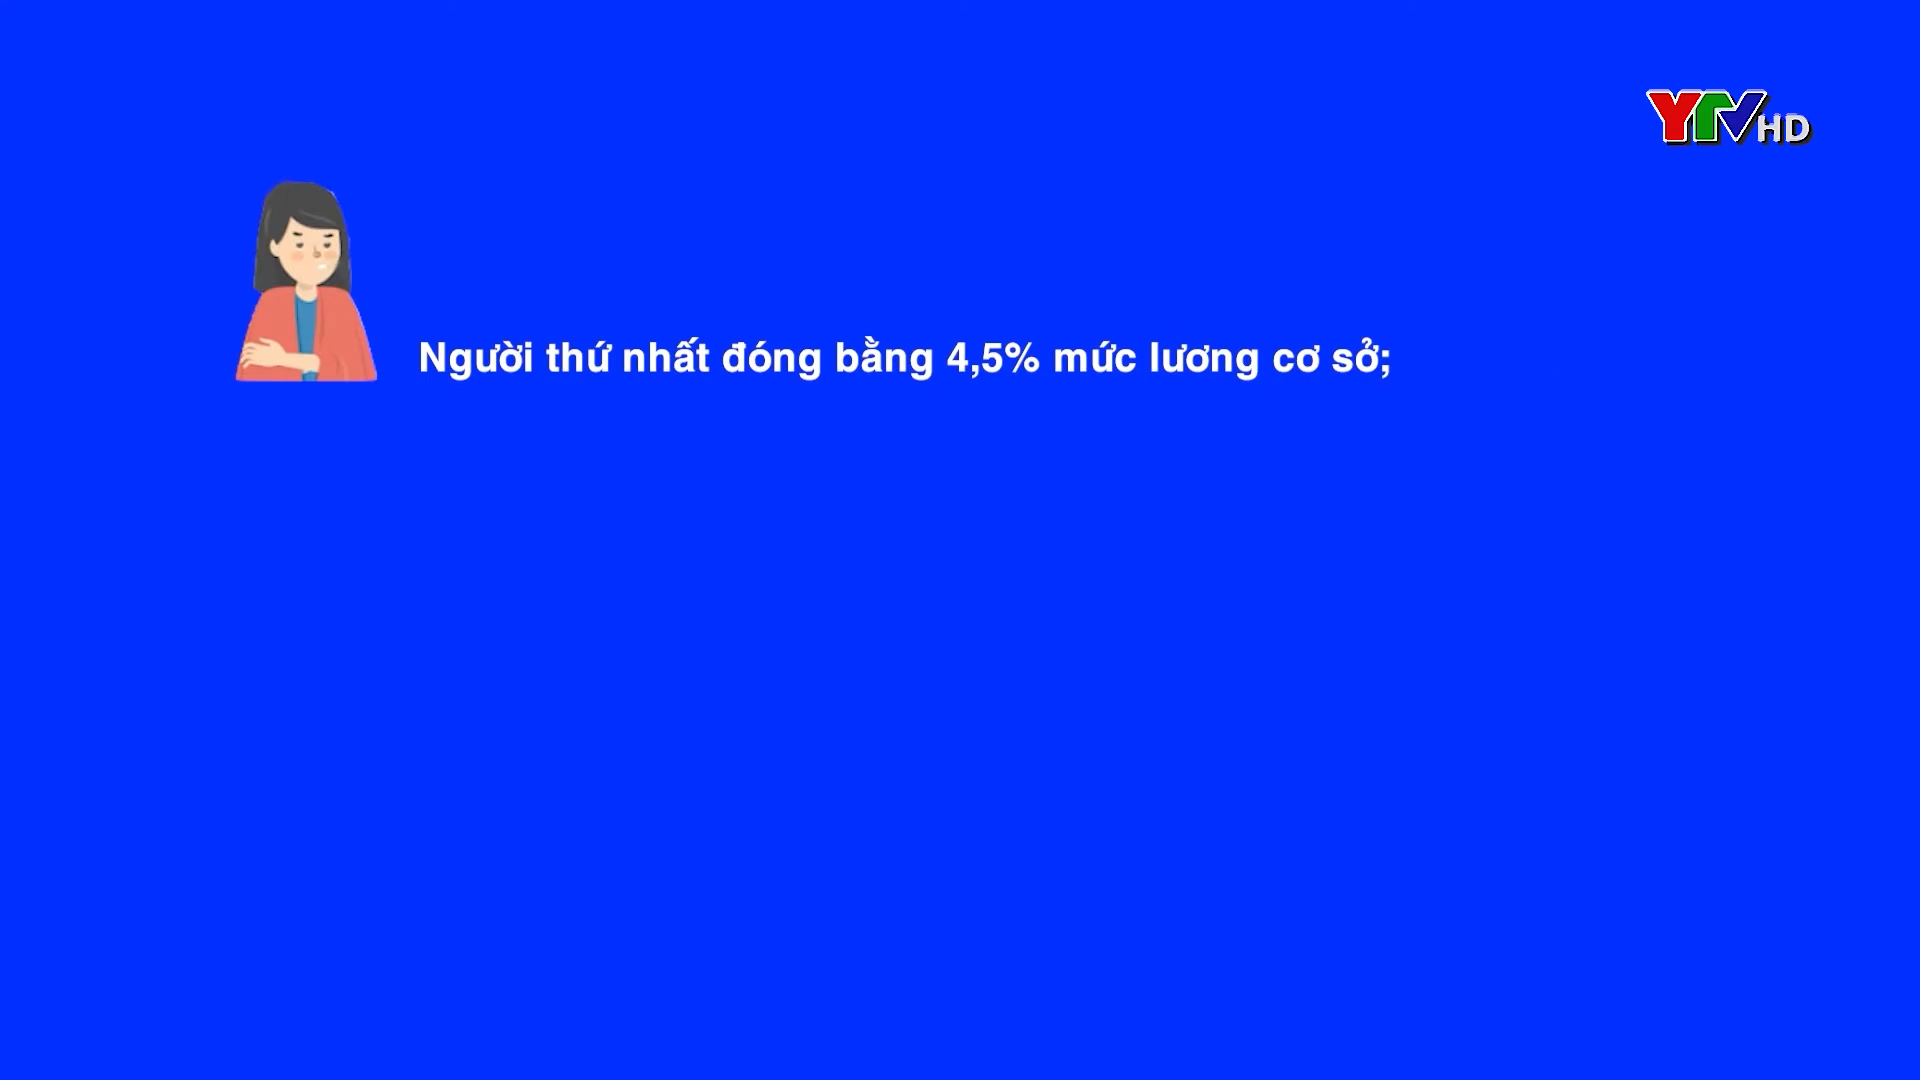 YTV HD
Người thứ nhất đóng bằng 4,5% mức lương cơ sở;